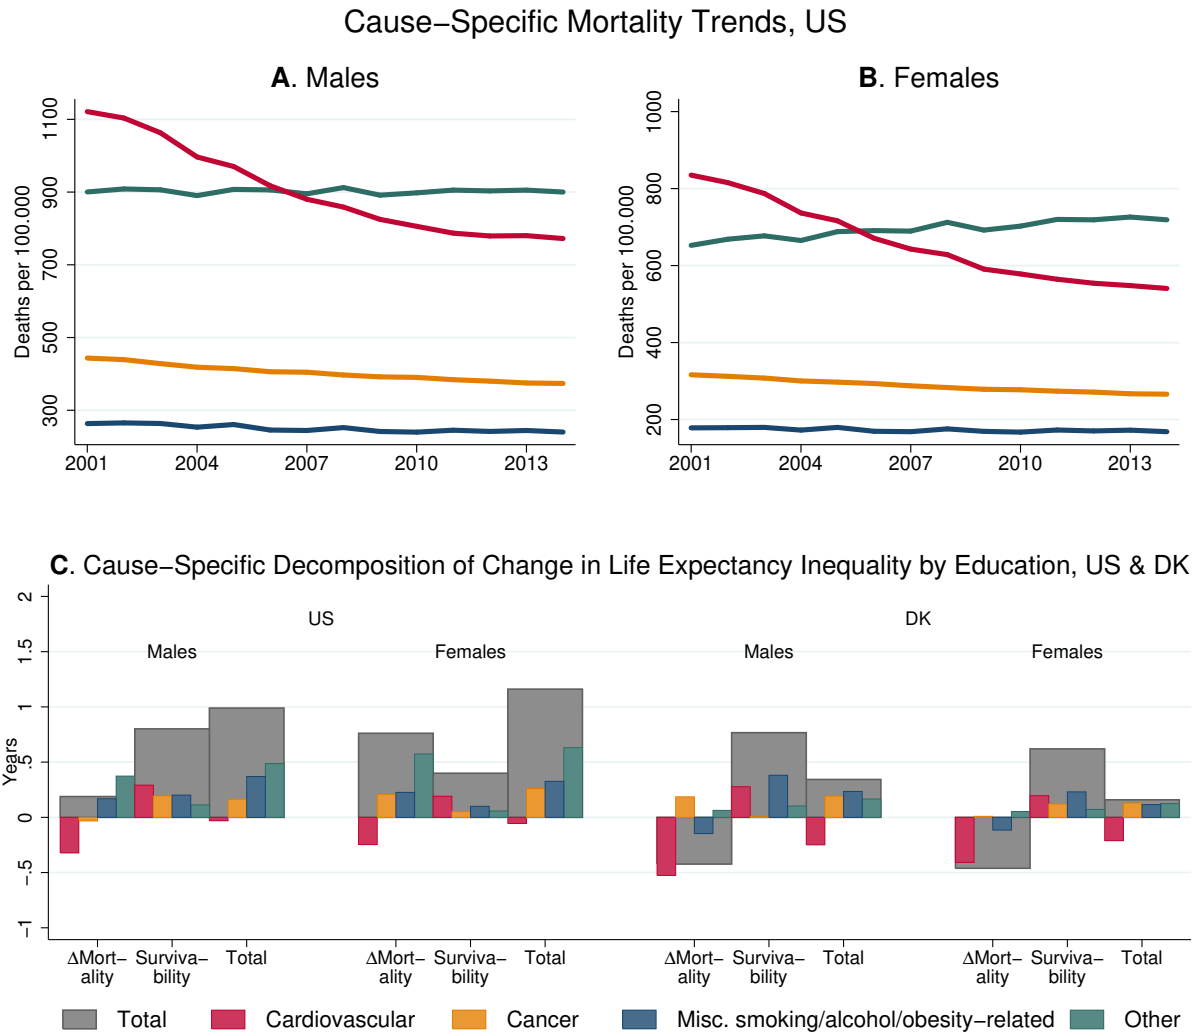 Cause−Specific Mortality Trends, US
A. Males
Deaths per 100.000
1100
900
700
500
300
2001 2004 2007 2010 2013
B. Females
Deaths per 100.000
1000
800
600
400
200
2001 2004 2007 2010 2013
C. Cause−Specific Decomposition of Change in Life Expectancy Inequality by Education, US & DK
Years
2
1.5
1
.5
0
−.5
−1
US DK
Males Females Males Females
ΔMort− Surviva− Total ΔMort− Surviva− Total ΔMort− Surviva− Total ΔMort− Surviva− Total
ality bility ality bility ality bility ality bility
Total Cardiovascular Cancer Misc. smoking/alcohol/obesity−related Other